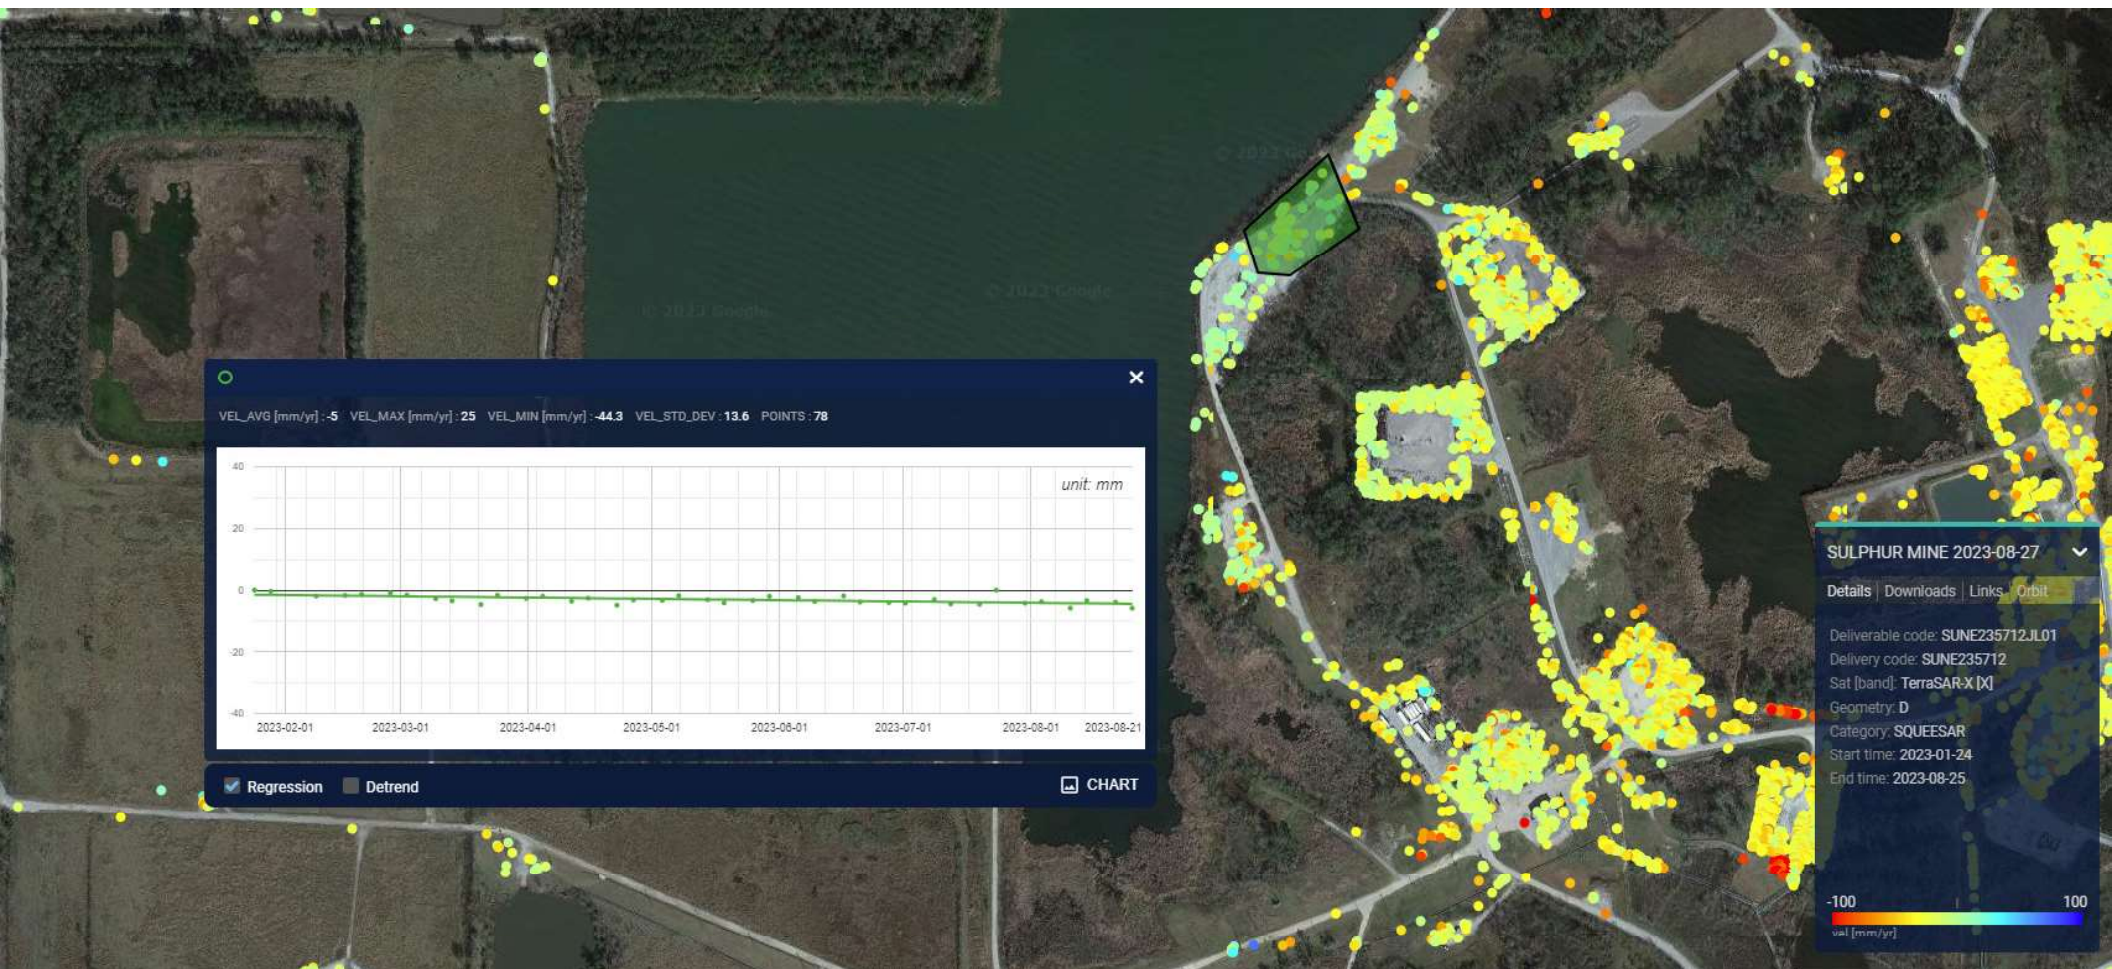 © 2023 Google
© 2023 Google
VEL_AVG [mm/yr] : -5 VEL_MAX [mm/yr] : 25 VEL_MIN [mm/yr] : -44.3 VEL_STD_DEV : 13.6 POINTS : 78
unit: mm
40
20
0
-20
-40
2023-02-01 2023-03-01 2023-04-01 2023-05-01 2023-06-01 2023-07-01 2023-08-01 2023-08-21
Regression Detrend CHART
SULPHUR MINE 2023-08-27
Details | Downloads | Links Orbit
Deliverable code: SUNE235712JL01
Delivery code: SUNE235712
Sat [band]: TerraSAR-X [X]
Geometry: D
Category: SQUEESAR
Start time: 2023-01-24
End time: 2023-08-25
-100 100
vel [mm/yr]